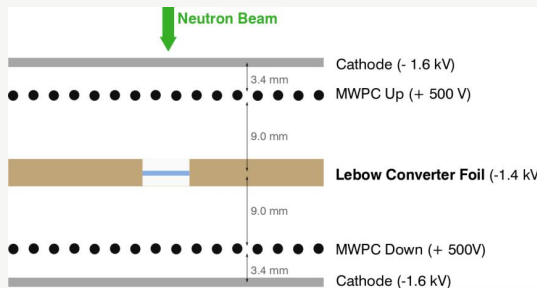 Neutron Beam
Cathode (- 1.6 kV)
3.4 mm
MWPC Up (+ 500 V)
9.0 mm
Lebow Converter Foil (-1.4 kV
9.0 mm
MWPC Down (+ 500V)
3.4 mm
Cathode (-1.6 kV)